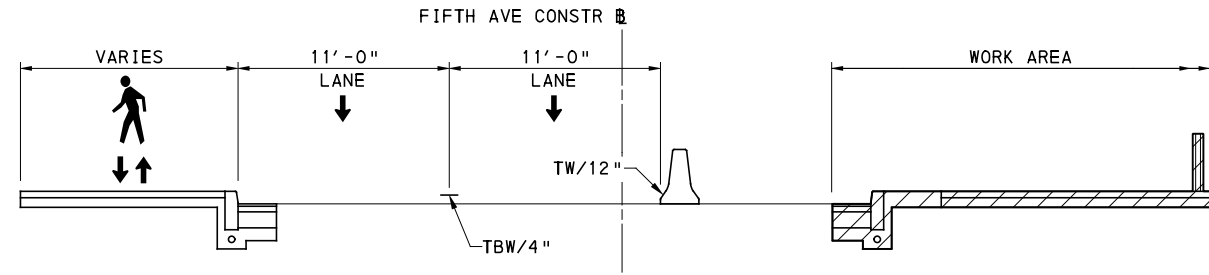 FIFTH AVE CONSTR ℄
VARIES
11'-0"
LANE
11'-0"
LANE
WORK AREA
TW/12"
TBW/4"